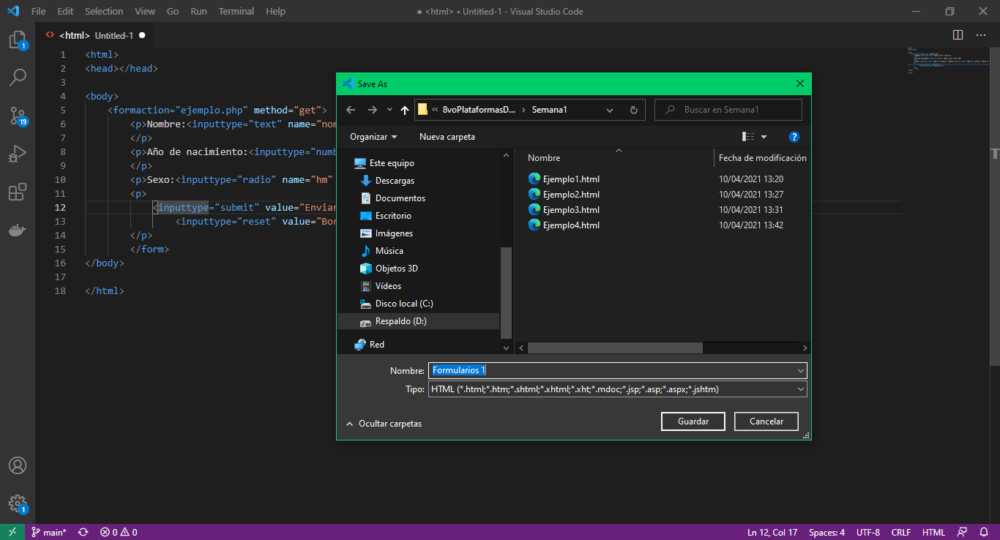 File Edit Selection View Go Run Terminal Help
● <html> • Untitled-1 - Visual Studio Code
<html> Untitled-1 ●
1 <html>
2 <head></head>
3
4 <body>
5 <formaction="ejemplo.php" method="get">
6 <p>Nombre:<inputtype="text" name="nom
7 </p>
8 <p>Año de nacimiento:<inputtype="numb
9 </p>
10 <p>Sexo:<inputtype="radio" name="hm"
11 <p>
12 <inputtype="submit" value="Enviar
13 <inputtype="reset" value="Bor
14 </p>
15 </form>
16 </body>
17
18 </html>
Save As
« 8voPlataformasD... › Semana1
Buscar en Semana1
Organizar
Nueva carpeta
Este equipo
Descargas
Documentos
Escritorio
Imágenes
Música
Objetos 3D
Vídeos
Disco local (C:)
Respaldo (D:)
Red
Nombre Fecha de modificación
Ejemplo1.html 10/04/2021 13:20
Ejemplo2.html 10/04/2021 13:27
Ejemplo3.html 10/04/2021 13:31
Ejemplo4.html 10/04/2021 13:42
Nombre: Formularios 1
Tipo: HTML (*.html;*.htm;*.shtml;*.xhtml;*.xht;*.mdoc;*.jsp;*.asp;*.aspx;*.jshtm)
Ocultar carpetas
Guardar
Cancelar
1
19
1
main* 0 0
Ln 12, Col 17 Spaces: 4 UTF-8 CRLF HTML